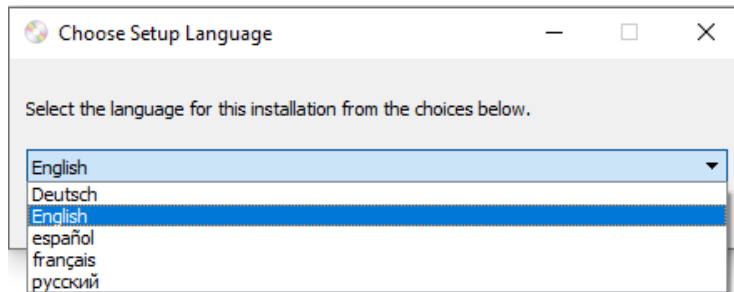 Choose Setup Language
Select the language for this installation from the choices below.
English
Deutsch
English
español
français
русский